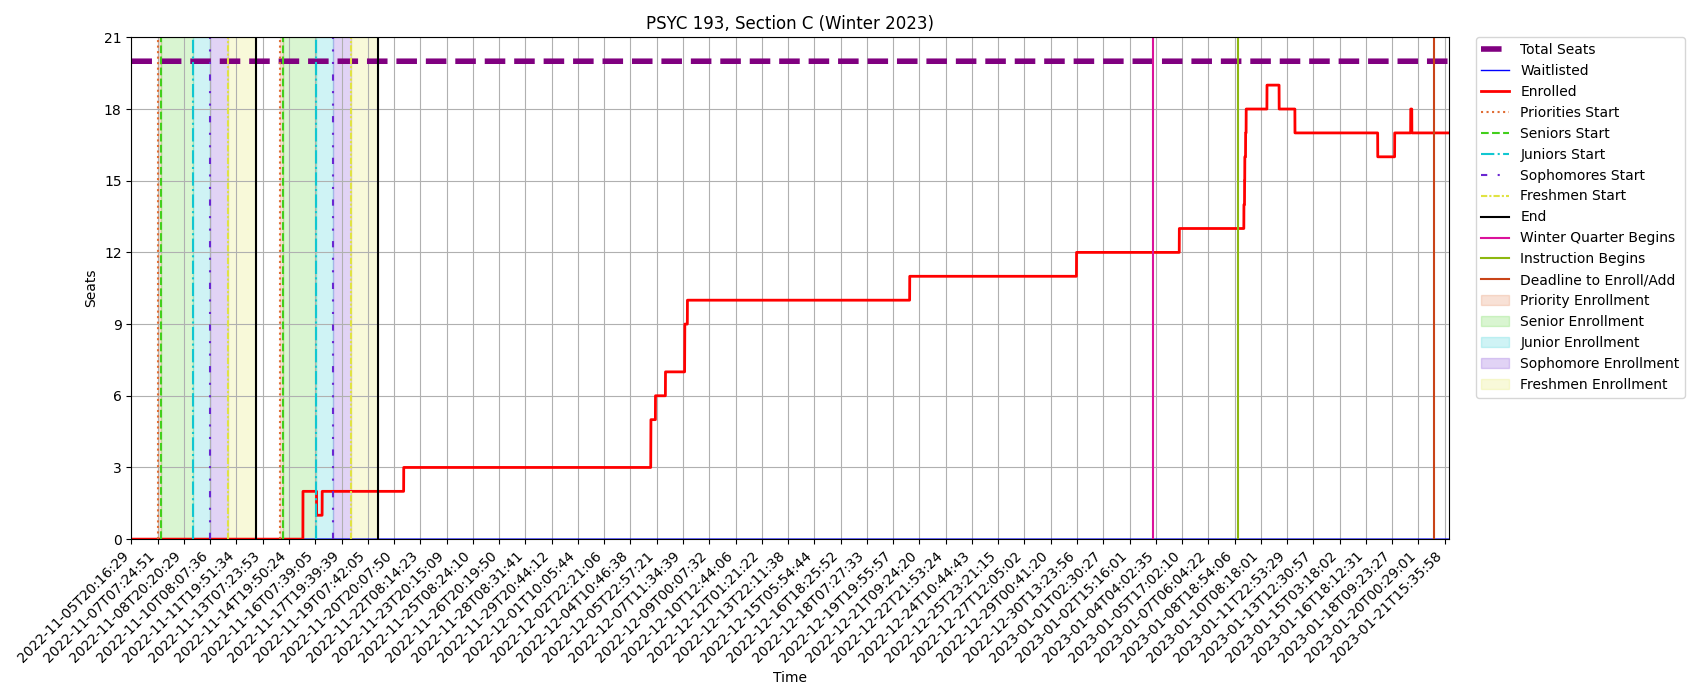 PSYC 193, Section C (Winter 2023)
21
18
15
12
9
6
3
0
Seats
2022-11-05T20:16:29
2022-11-07T07:24:51
2022-11-08T20:20:29
2022-11-10T08:07:36
2022-11-11T19:51:34
2022-11-13T07:23:53
2022-11-14T19:50:24
2022-11-16T07:39:05
2022-11-17T19:39:39
2022-11-19T07:42:05
2022-11-20T20:07:50
2022-11-22T08:14:23
2022-11-23T20:15:09
2022-11-25T08:24:10
2022-11-26T20:19:50
2022-11-28T08:31:41
2022-11-29T20:44:12
2022-12-01T10:05:44
2022-12-02T22:21:06
2022-12-04T10:46:38
2022-12-05T22:57:21
2022-12-07T11:34:39
2022-12-09T00:07:32
2022-12-10T12:44:06
2022-12-12T01:21:22
2022-12-13T12:11:38
2022-12-15T05:54:44
2022-12-16T18:25:52
2022-12-18T07:27:33
2022-12-19T19:55:57
2022-12-21T09:24:20
2022-12-22T21:53:24
2022-12-24T10:44:43
2022-12-25T23:21:15
2022-12-27T12:05:02
2022-12-29T00:41:20
2022-12-30T13:23:56
2023-01-01T02:30:27
2023-01-02T15:16:01
2023-01-04T04:02:35
2023-01-05T17:02:10
2023-01-07T06:04:22
2023-01-08T18:54:06
2023-01-10T08:18:01
2023-01-11T22:53:29
2023-01-13T12:30:57
2023-01-15T03:18:02
2023-01-16T18:12:31
2023-01-18T09:23:27
2023-01-20T00:29:01
2023-01-21T15:35:58
Time
Total Seats
Waitlisted
Enrolled
Priorities Start
Seniors Start
Juniors Start
Sophomores Start
Freshmen Start
End
Winter Quarter Begins
Instruction Begins
Deadline to Enroll/Add
Priority Enrollment
Senior Enrollment
Junior Enrollment
Sophomore Enrollment
Freshmen Enrollment